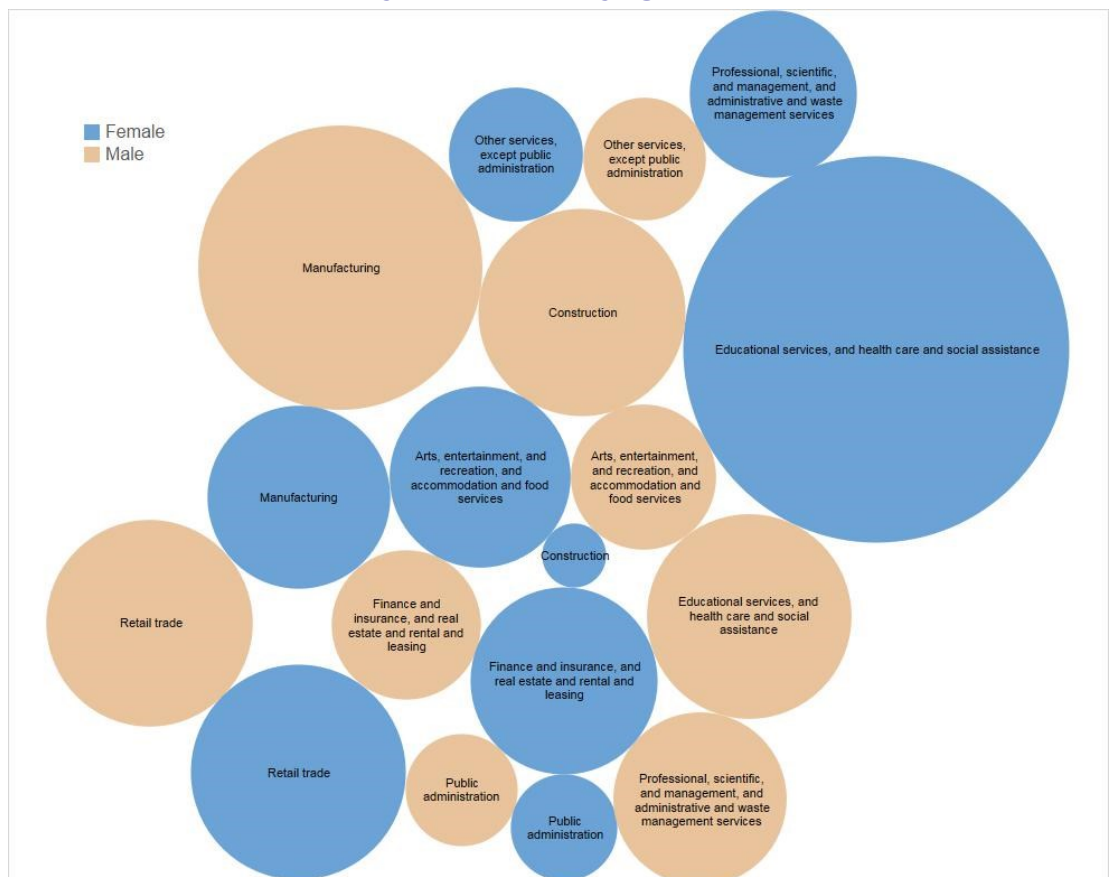 Female
Male
Professional, scientific,
and management, and
administrative and waste
management services
Other services,
except public
administration
Other services,
except public
administration
Manufacturing
Construction
Educational services, and health care and social assistance
Arts, entertainment, and
recreation, and
accommodation and food
services
Arts, entertainment,
and recreation, and
accommodation and
food services
Manufacturing
Construction
Retail trade
Finance and
insurance, and real
estate and rental and
leasing
Educational services, and
health care and social
assistance
Finance and insurance, and
real estate and rental and
leasing
Retail trade
Public
administration
Professional, scientific,
and management, and
administrative and waste
management services
Public
administration